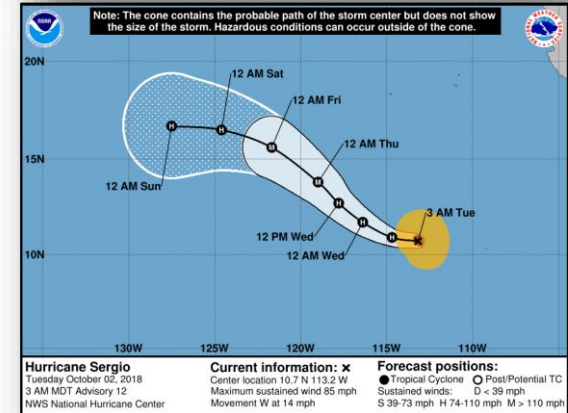 Note: The cone contains the probable path of the storm center but does not show
the size of the storm. Hazardous conditions can occur outside of the cone.
NOAA
20N
15N
10N
12 AM Sat
12 AM Fri
12 AM Thu
12 AM Sun
3 AM Tue
12 PM Wed
12 AM Wed
H
H
M
M
H
H
H
130W 125W 120W 115W 110W
Hurricane Sergio
Tuesday October 02, 2018
3 AM MDT Advisory 12
NWS National Hurricane Center
Current information: ×
Center location 10.7 N 113.2 W
Maximum sustained wind 85 mph
Movement W at 14 mph
Forecast positions:
● Tropical Cyclone ○ Post/Potential TC
Sustained winds: D < 39 mph
S 39-73 mph H 74-110 mph M > 110 mph